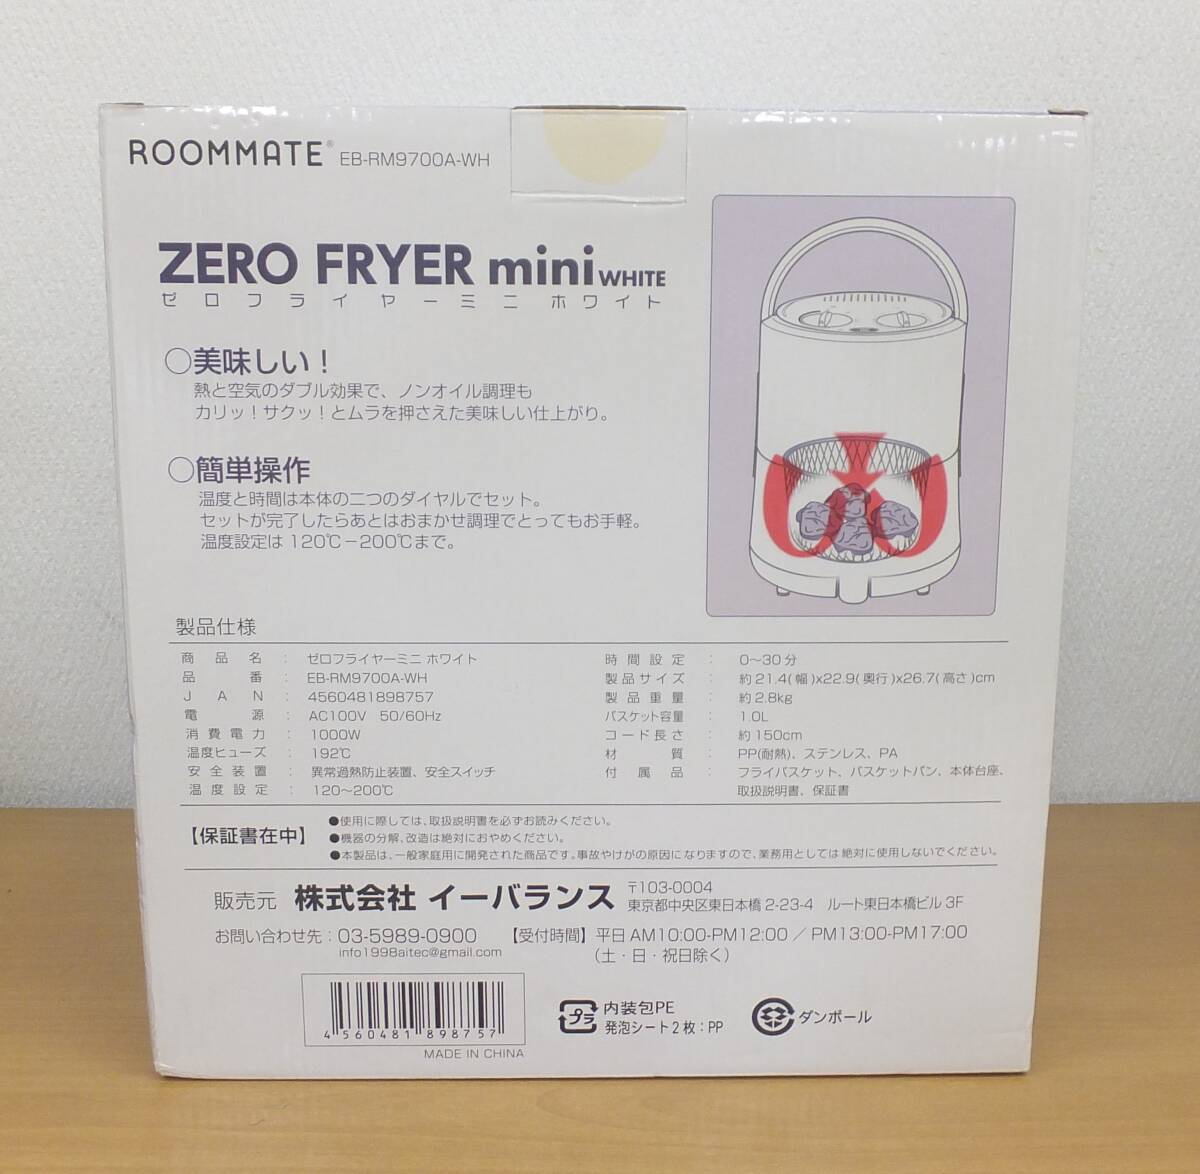 ROOMMATE® EB-RM9700A-WH
ZERO FRYER mini WHITE
ゼロフライヤーミニ ホワイト
○美味しい!
熱と空気のダブル効果で、ノンオイル調理も
カリッ!サクッ!とムラを押さえた美味しい仕上がり。
○簡単操作
温度と時間は本体の二つのダイヤルでセット。
セットが完了したらあとはおまかせ調理でとってもお手軽。
温度設定は 120℃-200℃まで。
製品仕様
商品名 : ゼロフライヤーミニ ホワイト
品番 : EB-RM9700A-WH
JAN : 4560481898757
電源 : AC100V 50/60Hz
消費電力 : 1000W
温度ヒューズ : 192℃
安全装置 : 異常過熱防止装置、安全スイッチ
温度設定 : 120~200℃
時間設定 : 0~30分
製品サイズ : 約21.4(幅)x22.9(奥行)x26.7(高さ)cm
製品重量 : 約2.8kg
バスケット容量 : 1.0L
コード長さ : 約150cm
材質 : PP(耐熱)、ステンレス、PA
付属品 : フライバスケット、バスケットパン、本体台座、
取扱説明書、保証書
【保証書在中】
●使用に際しては、取扱説明書を必ずお読みください。
●機器の分解、改造は絶対におやめください。
●本製品は、一般家庭用に開発された商品です。事故やけがの原因になりますので、業務用としては絶対に使用しないでください。
販売元 株式会社 イーバランス
〒103-0004
東京都中央区東日本橋 2-23-4 ルート東日本橋ビル 3F
お問い合わせ先:03-5989-0900 【受付時間】平日 AM10:00-PM12:00 / PM13:00-PM17:00
info1998aitec@gmail.com
(土・日・祝日除く)
4 560481 898757
MADE IN CHINA
プラ
内装包PE
発泡シート2枚:PP
ダンボール